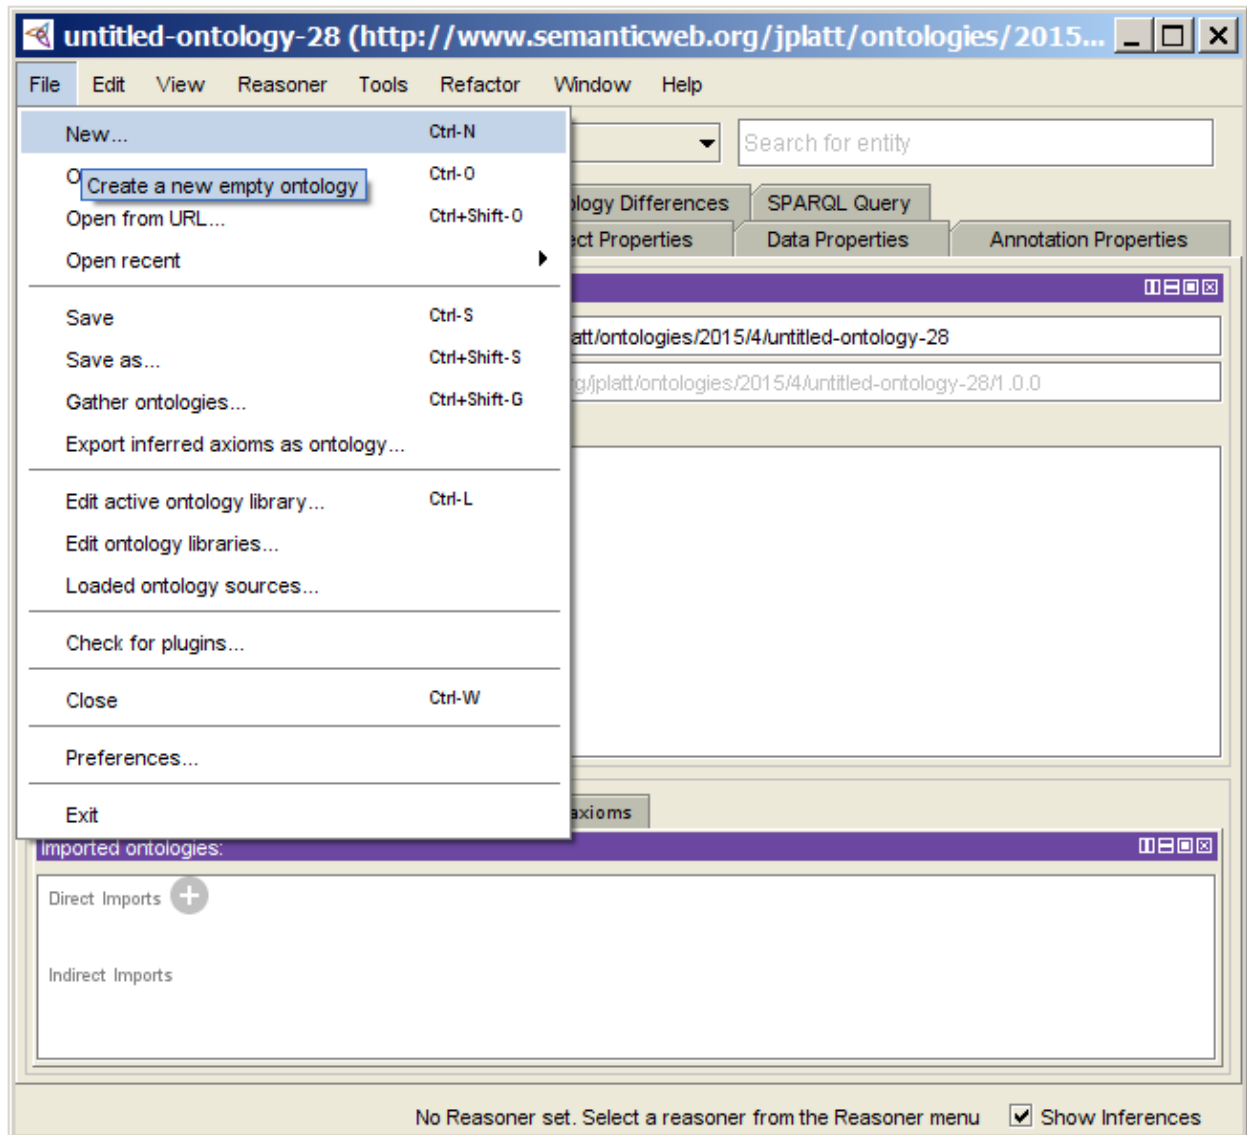 untitled-ontology-28 (http://www.semanticweb.org/jplatt/ontologies/2015...
File Edit View Reasoner Tools Refactor Window Help
New... Ctrl-N
Search for entity
Ctrl-O
Create a new empty ontology
Differences SPARQL Query
Open from URL... Ctrl+Shift-O
Properties Data Properties Annotation Properties
Open recent
Save Ctrl-S
att/ontologies/2015/4/untitled-ontology-28
Save as... Ctrl+Shift-S
g/jplatt/ontologies/2015/4/untitled-ontology-28/1.0.0
Gather ontologies... Ctrl+Shift-G
Export inferred axioms as ontology...
Edit active ontology library... Ctrl-L
Edit ontology libraries...
Loaded ontology sources...
Check for plugins...
Close Ctrl-W
Preferences...
Exit
axioms
Imported ontologies:
Direct Imports
Indirect Imports
No Reasoner set. Select a reasoner from the Reasoner menu Show Inferences